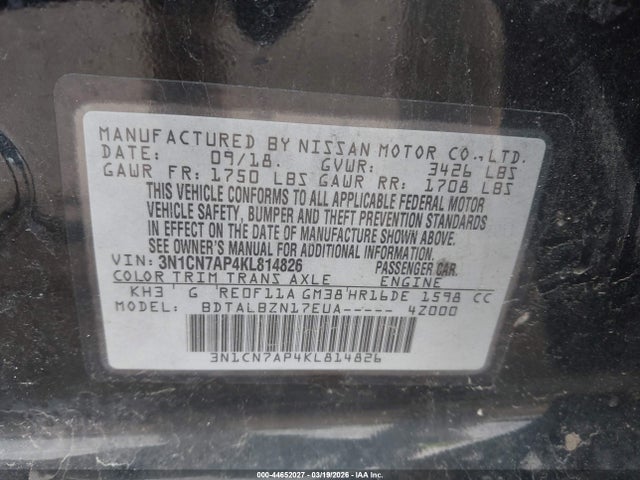 MANUFACTURED BY NISSAN MOTOR CO.,LTD.
DATE: 09/18. GVWR: 3426 LBS
GAWR FR: 1750 LBS GAWR RR: 1708 LBS
THIS VEHICLE CONFORMS TO ALL APPLICABLE FEDERAL MOTOR
VEHICLE SAFETY, BUMPER AND THEFT PREVENTION STANDARDS
IN EFFECT ON THE DATE OF MANUFACTURE SHOWN ABOVE.
SEE OWNER'S MANUAL FOR ADDITIONAL INFORMATION.
VIN: 3N1CN7AP4KL814826 PASSENGER CAR.
COLOR TRIM TRANS AXLE ENGINE
KH3 G RE0F11A GM38 HR16DE 1598 CC
MODEL: BDTALBZN17EUA----- 4Z000
3N1CN7AP4KL814826
000-44652027 - 03/19/2026 - IAA Inc.